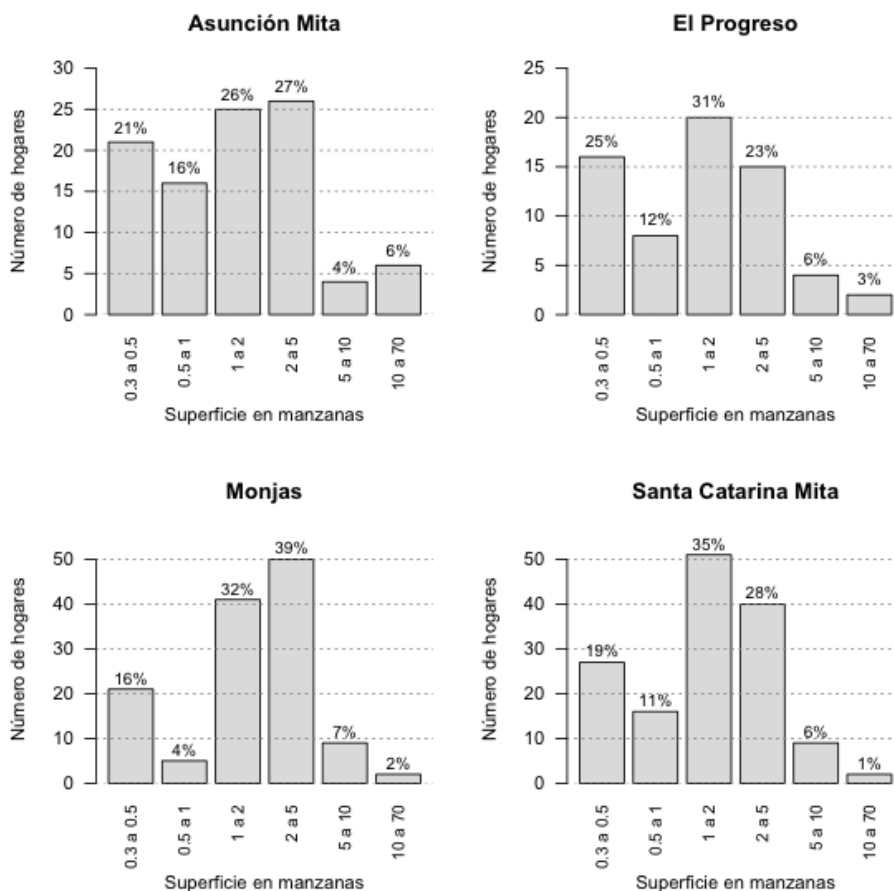 Asunción Mita
Número de hogares
30
25
20
15
10
5
0
21%
16%
26%
27%
4%
6%
0.3 a 0.5
0.5 a 1
1 a 2
2 a 5
5 a 10
10 a 70
Superficie en manzanas
El Progreso
Número de hogares
25
20
15
10
5
0
25%
12%
31%
23%
6%
3%
0.3 a 0.5
0.5 a 1
1 a 2
2 a 5
5 a 10
10 a 70
Superficie en manzanas
Monjas
Número de hogares
50
40
30
20
10
0
16%
4%
32%
39%
7%
2%
0.3 a 0.5
0.5 a 1
1 a 2
2 a 5
5 a 10
10 a 70
Superficie en manzanas
Santa Catarina Mita
Número de hogares
50
40
30
20
10
0
19%
11%
35%
28%
6%
1%
0.3 a 0.5
0.5 a 1
1 a 2
2 a 5
5 a 10
10 a 70
Superficie en manzanas